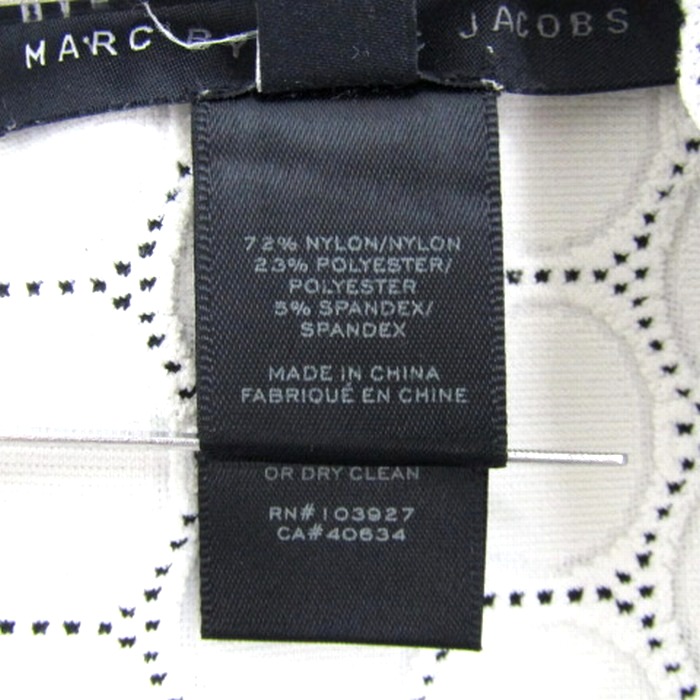 MARC BY JACOBS
72% NYLON/NYLON
23% POLYESTER/
POLYESTER
5% SPANDEX/
SPANDEX
MADE IN CHINA
FABRIQUÉ EN CHINE
OR DRY CLEAN
RN#103927
CA#40634